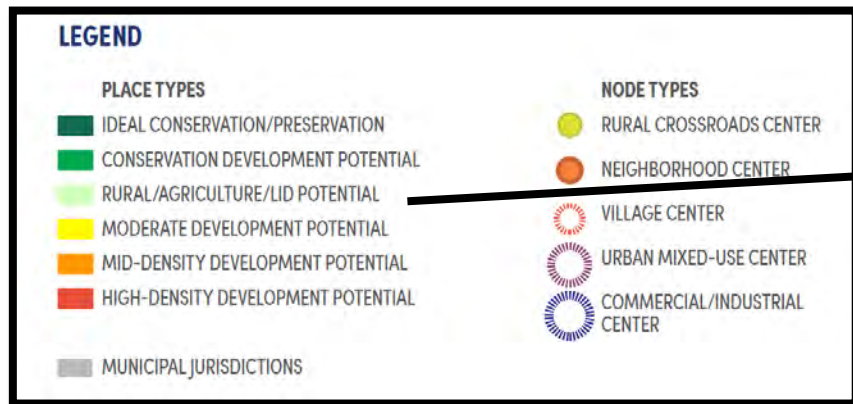 LEGEND
PLACE TYPES
IDEAL CONSERVATION/PRESERVATION
CONSERVATION DEVELOPMENT POTENTIAL
RURAL/AGRICULTURE/LID POTENTIAL
MODERATE DEVELOPMENT POTENTIAL
MID-DENSITY DEVELOPMENT POTENTIAL
HIGH-DENSITY DEVELOPMENT POTENTIAL
MUNICIPAL JURISDICTIONS
NODE TYPES
RURAL CROSSROADS CENTER
NEIGHBORHOOD CENTER
VILLAGE CENTER
URBAN MIXED-USE CENTER
COMMERCIAL/INDUSTRIAL
CENTER